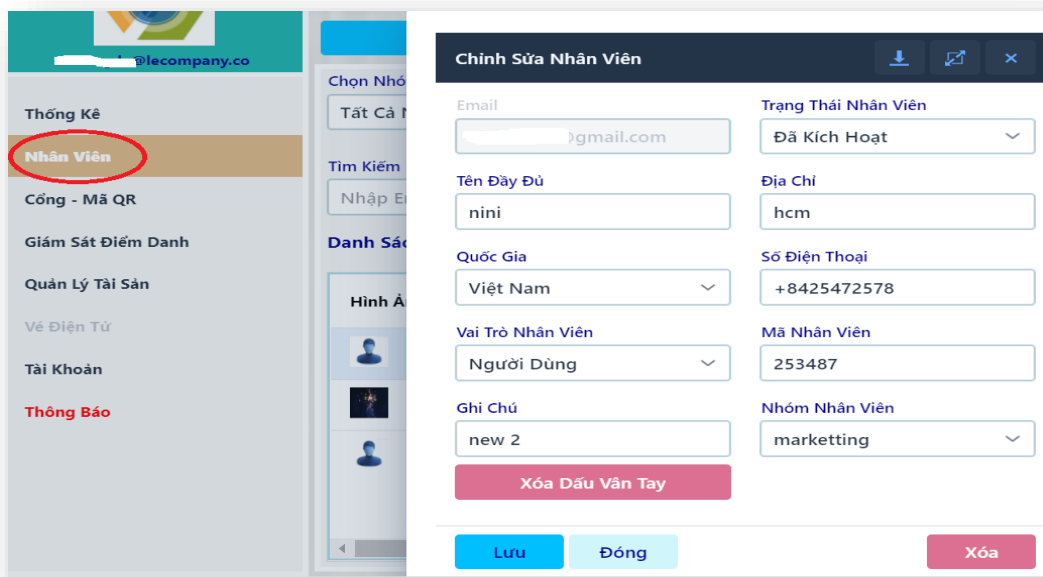 @lecompany.co
Thống Kê
Nhân Viên
Cổng - Mã QR
Giám Sát Điểm Danh
Quản Lý Tài Sản
Vé Điện Tử
Tài Khoản
Thông Báo
Chọn Nhó
Tất Cả
Tìm Kiếm
Nhập
Danh Sác
Hình Ả
Chỉnh Sửa Nhân Viên
Email
@gmail.com
Trạng Thái Nhân Viên
Đã Kích Hoạt
Tên Đầy Đủ
nini
Địa Chỉ
hcm
Quốc Gia
Việt Nam
Số Điện Thoại
+8425472578
Vai Trò Nhân Viên
Người Dùng
Mã Nhân Viên
253487
Ghi Chú
new 2
Nhóm Nhân Viên
marketting
Xóa Dấu Vân Tay
Lưu
Đóng
Xóa